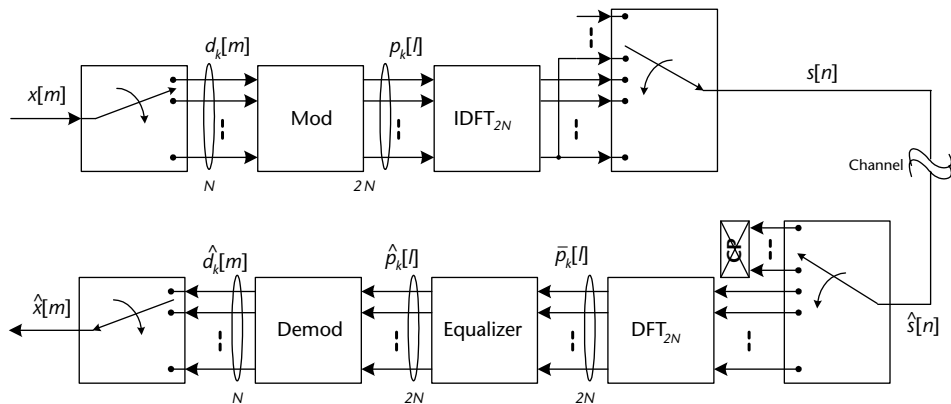 x[m]
d_k[m]
N
Mod
p_k[l]
2N
IDFT_2N
s[n]
Channel
x̂[m]
d̂_k[m]
N
Demod
p̂_k[l]
2N
Equalizer
p̄_k[l]
2N
DFT_2N
CP
ŝ[n]